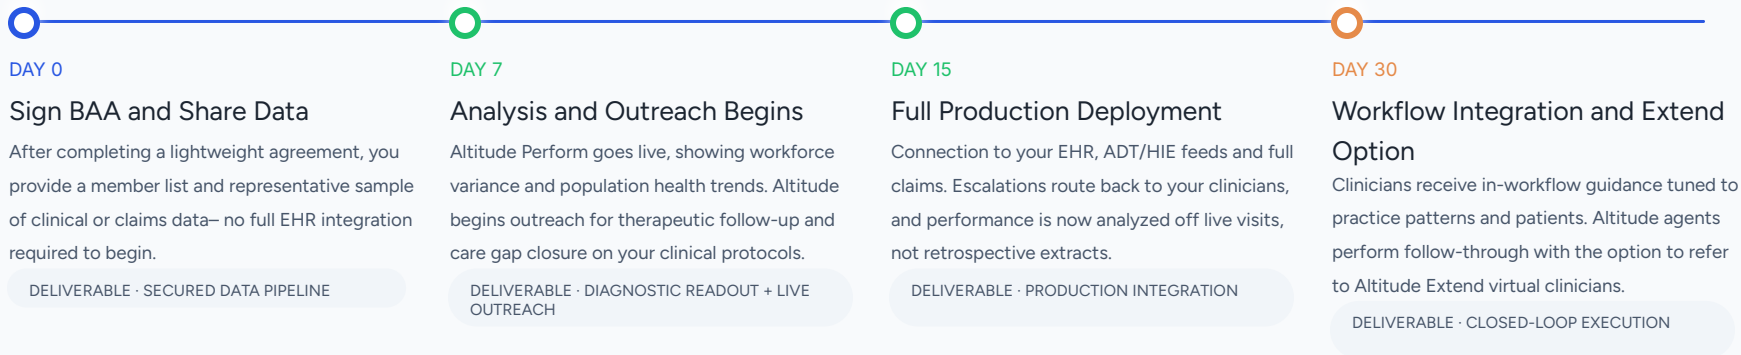 DAY 0
Sign BAA and Share Data
After completing a lightweight agreement, you
provide a member list and representative sample
of clinical or claims data– no full EHR integration
required to begin.
DELIVERABLE · SECURED DATA PIPELINE
DAY 7
Analysis and Outreach Begins
Altitude Perform goes live, showing workforce
variance and population health trends. Altitude
begins outreach for therapeutic follow-up and
care gap closure on your clinical protocols.
DELIVERABLE · DIAGNOSTIC READOUT + LIVE
OUTREACH
DAY 15
Full Production Deployment
Connection to your EHR, ADT/HIE feeds and full
claims. Escalations route back to your clinicians,
and performance is now analyzed off live visits,
not retrospective extracts.
DELIVERABLE · PRODUCTION INTEGRATION
DAY 30
Workflow Integration and Extend
Option
Clinicians receive in-workflow guidance tuned to
practice patterns and patients. Altitude agents
perform follow-through with the option to refer
to Altitude Extend virtual clinicians.
DELIVERABLE · CLOSED-LOOP EXECUTION